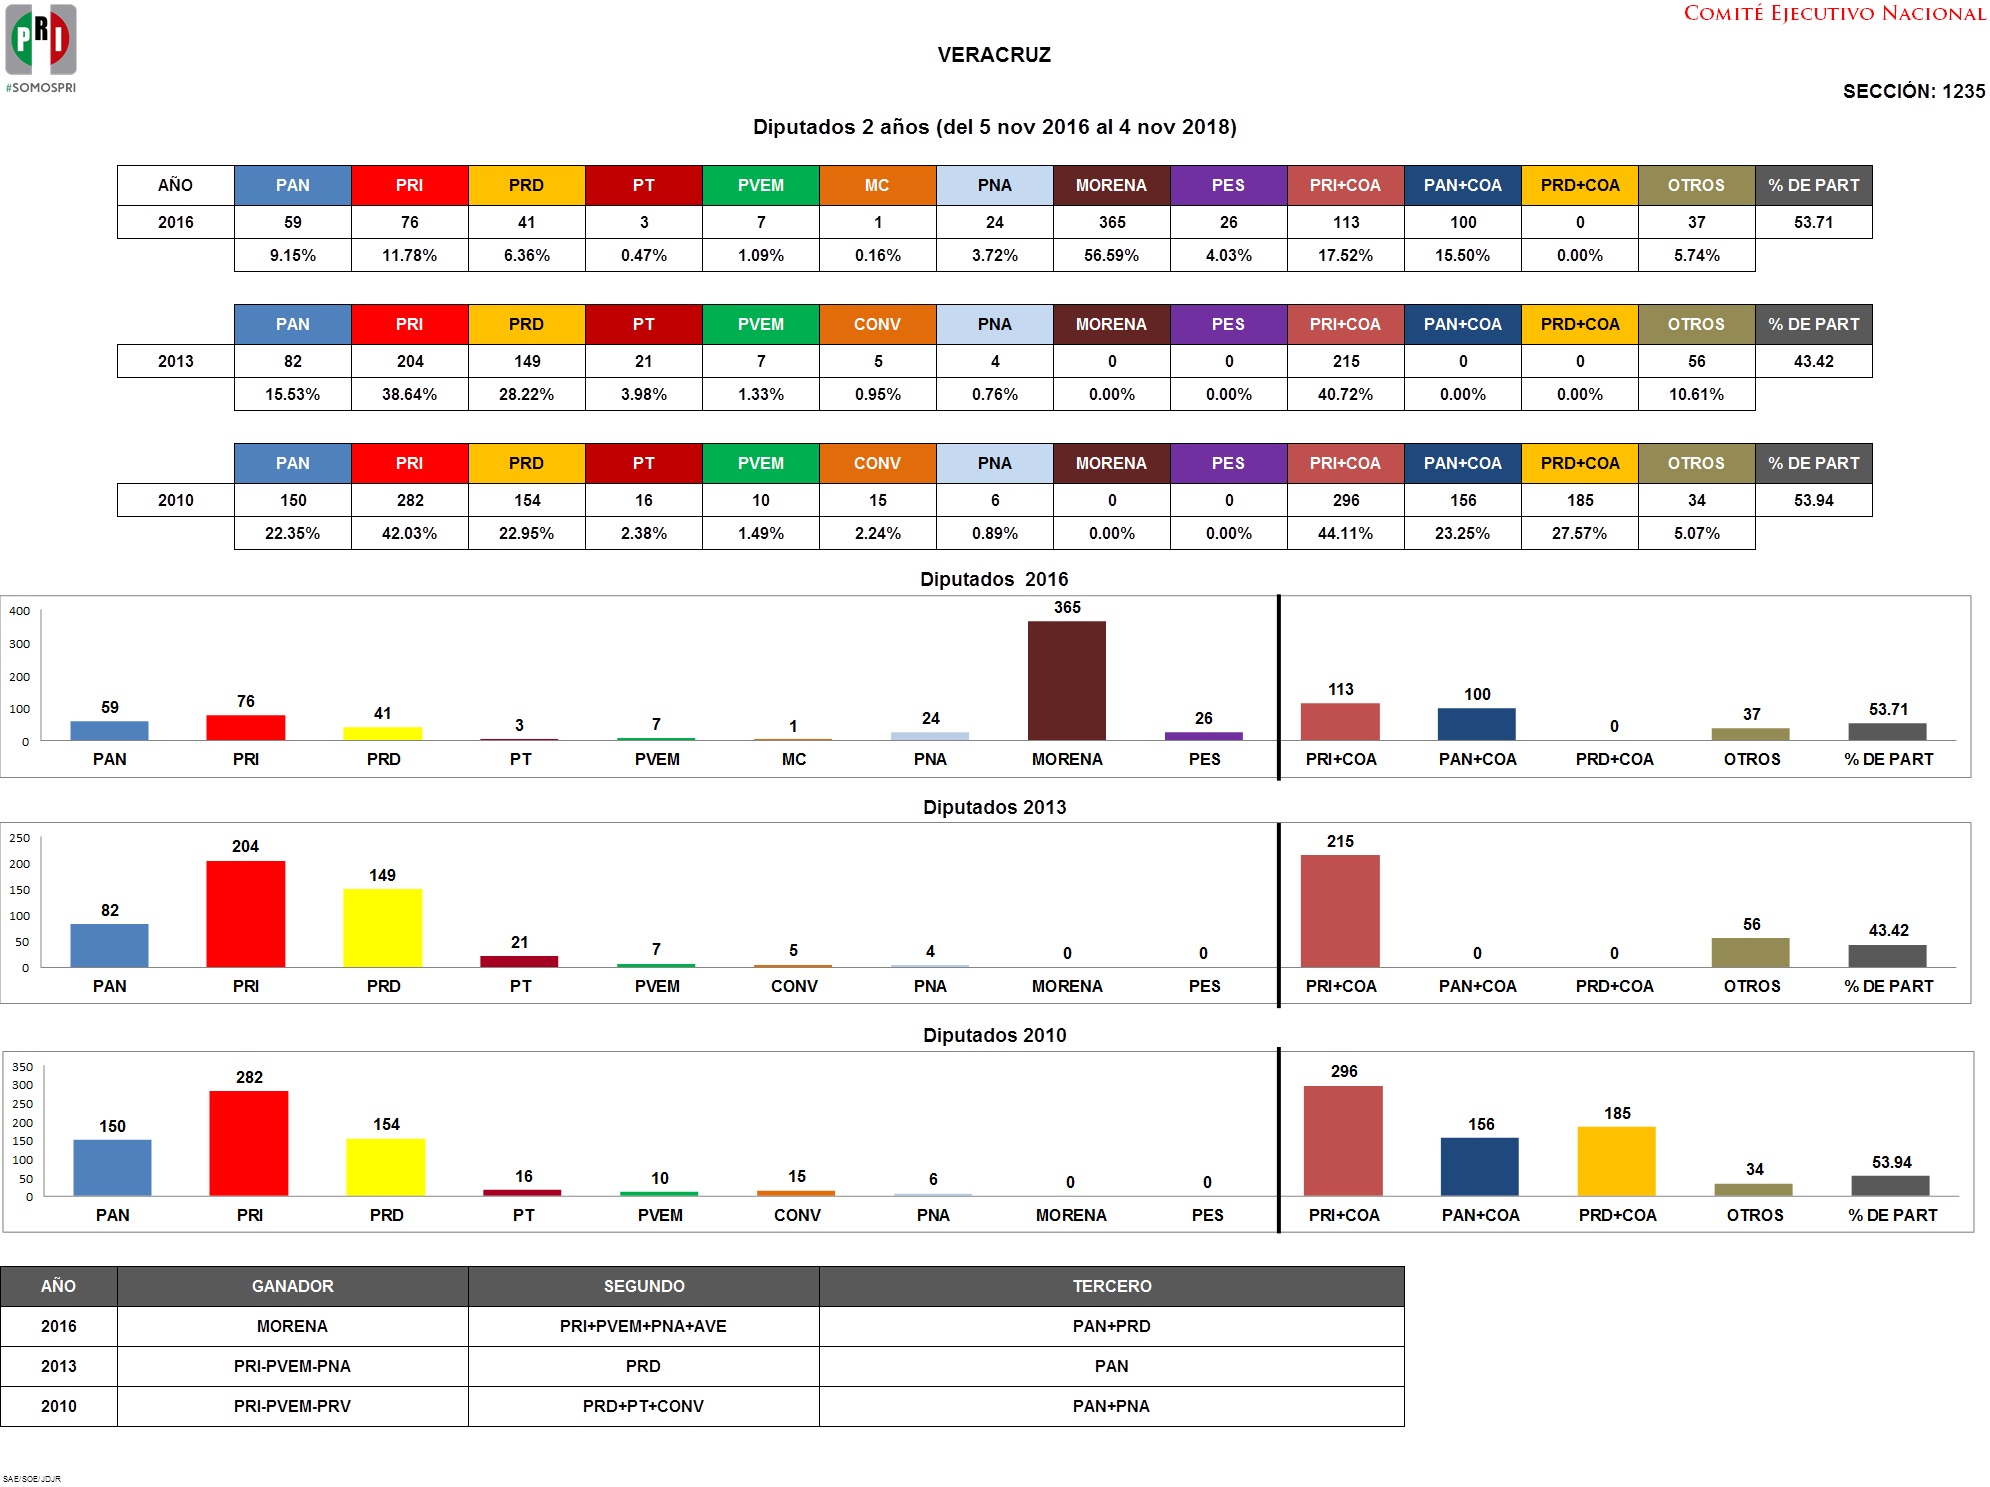 PRI
#SOMOSPRI
COMITÉ EJECUTIVO NACIONAL
VERACRUZ
SECCIÓN: 1235
Diputados 2 años (del 5 nov 2016 al 4 nov 2018)
AÑO PAN PRI PRD PT PVEM MC PNA MORENA PES PRI+COA PAN+COA PRD+COA OTROS % DE PART
2016 59 76 41 3 7 1 24 365 26 113 100 0 37 53.71
9.15% 11.78% 6.36% 0.47% 1.09% 0.16% 3.72% 56.59% 4.03% 17.52% 15.50% 0.00% 5.74%
PAN PRI PRD PT PVEM CONV PNA MORENA PES PRI+COA PAN+COA PRD+COA OTROS % DE PART
2013 82 204 149 21 7 5 4 0 0 215 0 0 56 43.42
15.53% 38.64% 28.22% 3.98% 1.33% 0.95% 0.76% 0.00% 0.00% 40.72% 0.00% 0.00% 10.61%
PAN PRI PRD PT PVEM CONV PNA MORENA PES PRI+COA PAN+COA PRD+COA OTROS % DE PART
2010 150 282 154 16 10 15 6 0 0 296 156 185 34 53.94
22.35% 42.03% 22.95% 2.38% 1.49% 2.24% 0.89% 0.00% 0.00% 44.11% 23.25% 27.57% 5.07%
Diputados 2016
400
300
200
100
0
59 76 41 3 7 1 24 365 26 113 100 0 37 53.71
PAN PRI PRD PT PVEM MC PNA MORENA PES PRI+COA PAN+COA PRD+COA OTROS % DE PART
Diputados 2013
250
200
150
100
50
0
82 204 149 21 7 5 4 0 0 215 0 0 56 43.42
PAN PRI PRD PT PVEM CONV PNA MORENA PES PRI+COA PAN+COA PRD+COA OTROS % DE PART
Diputados 2010
350
300
250
200
150
100
50
0
150 282 154 16 10 15 6 0 0 296 156 185 34 53.94
PAN PRI PRD PT PVEM CONV PNA MORENA PES PRI+COA PAN+COA PRD+COA OTROS % DE PART
AÑO GANADOR SEGUNDO TERCERO
2016 MORENA PRI+PVEM+PNA+AVE PAN+PRD
2013 PRI-PVEM-PNA PRD PAN
2010 PRI-PVEM-PRV PRD+PT+CONV PAN+PNA
SAE/SOE/JDJR